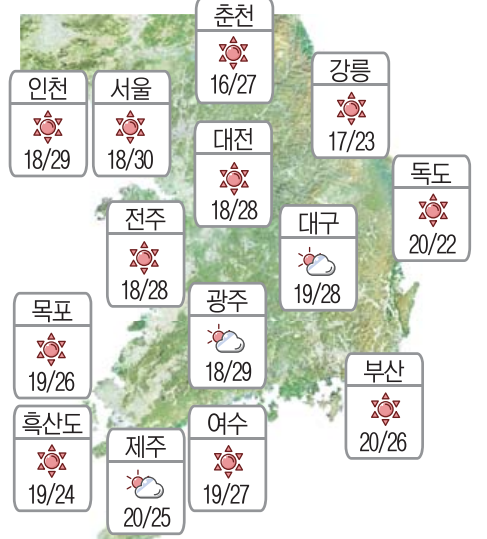 춘천
16/27
강릉
17/23
인천
18/29
서울
18/30
대전
18/28
독도
20/22
전주
18/28
대구
19/28
광주
18/29
목포
19/26
부산
20/26
흑산도
19/24
제주
20/25
여수
19/27